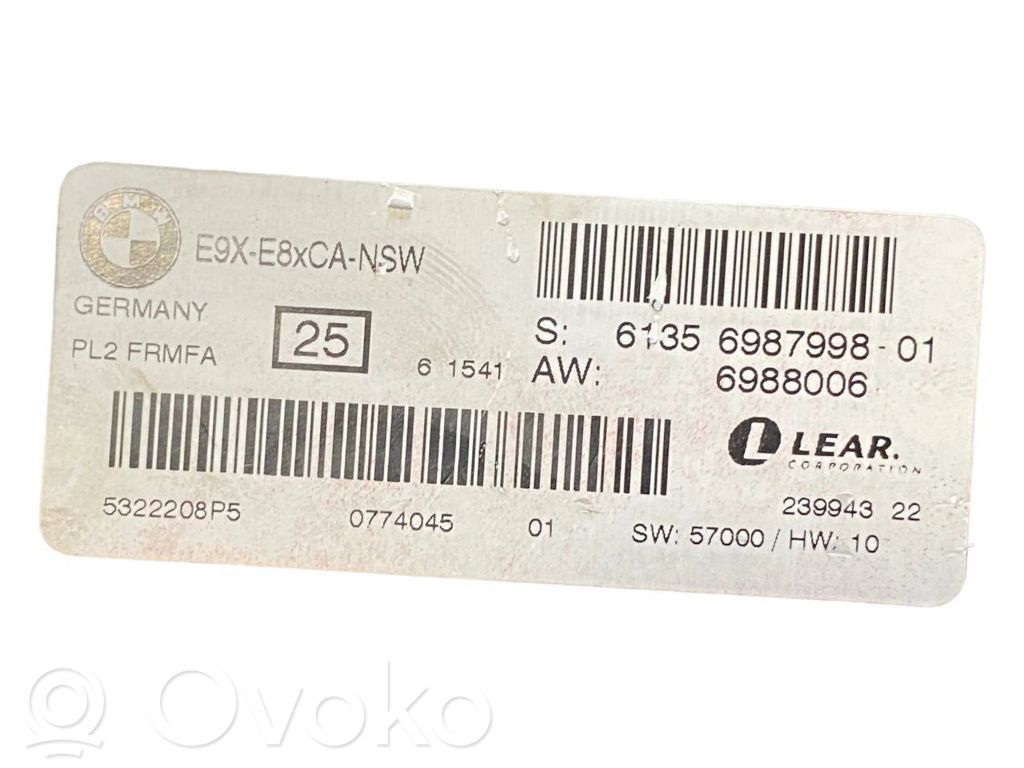 BMW
E9X-E8xCA-NSW
GERMANY
PL2 FRMFA
25
6 1541
S: 6135 6987998-01
AW: 6988006
L LEAR.
CORPORATION
5322208P5 0774045 01
239943 22
SW: 57000 / HW: 10
Ovoko